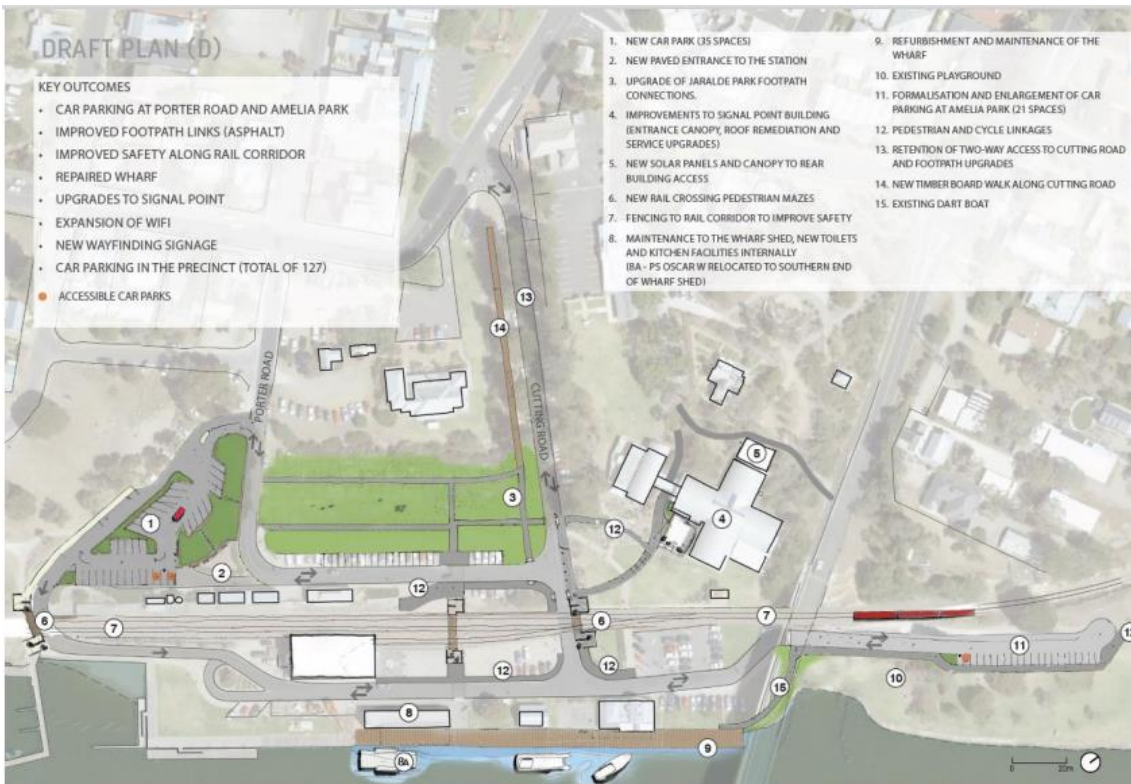 DRAFT PLAN (D)
KEY OUTCOMES
• CAR PARKING AT PORTER ROAD AND AMELIA PARK
• IMPROVED FOOTPATH LINKS (ASPHALT)
• IMPROVED SAFETY ALONG RAIL CORRIDOR
• REPAIRED WHARF
• UPGRADES TO SIGNAL POINT
• EXPANSION OF WIFI
• NEW WAYFINDING SIGNAGE
• CAR PARKING IN THE PRECINCT (TOTAL OF 127)
ACCESSIBLE CAR PARKS
1. NEW CAR PARK (35 SPACES)
2. NEW PAVED ENTRANCE TO THE STATION
3. UPGRADE OF JARALDE PARK FOOTPATH
CONNECTIONS.
4. IMPROVEMENTS TO SIGNAL POINT BUILDING
(ENTRANCE CANOPY, ROOF REMEDIATION AND
SERVICE UPGRADES)
5. NEW SOLAR PANELS AND CANOPY TO REAR
BUILDING ACCESS
6. NEW RAIL CROSSING PEDESTRIAN MAZES
7. FENCING TO RAIL CORRIDOR TO IMPROVE SAFETY
8. MAINTENANCE TO THE WHARF SHED, NEW TOILETS
AND KITCHEN FACILITIES INTERNALLY
(8A - PS OSCAR W RELOCATED TO SOUTHERN END
OF WHARF SHED)
9. REFURBISHMENT AND MAINTENANCE OF THE
WHARF
10. EXISTING PLAYGROUND
11. FORMALISATION AND ENLARGEMENT OF CAR
PARKING AT AMELIA PARK (21 SPACES)
12. PEDESTRIAN AND CYCLE LINKAGES
13. RETENTION OF TWO-WAY ACCESS TO CUTTING ROAD
AND FOOTPATH UPGRADES
14. NEW TIMBER BOARD WALK ALONG CUTTING ROAD
15. EXISTING DART BOAT
13
14
PORTER ROAD
CUTTING ROAD
5
3
4
1
12
2
12
6
7
6
7
11
12
12
10
15
8
9
8A
0
20m